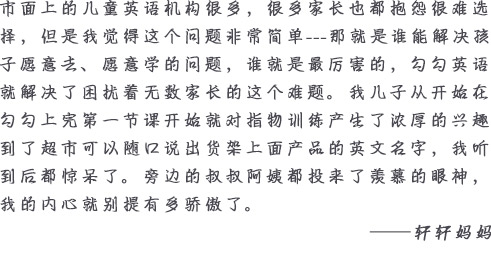 市面上的儿童英语机构很多，很多家长也都抱怨很难选
择，但是我觉得这个问题非常简单---那就是谁能解决孩
子愿意去、愿意学的问题，谁就是最厉害的，勾勾英语
就解决了困扰着无数家长的这个难题。我儿子从开始在
勾勾上完第一节课开始就对指物训练产生了浓厚的兴趣
到了超市可以随口说出货架上面产品的英文名字，我听
到后都惊呆了。旁边的叔叔阿姨都投来了羡慕的眼神，
我的内心就别提有多骄傲了。
——轩轩妈妈